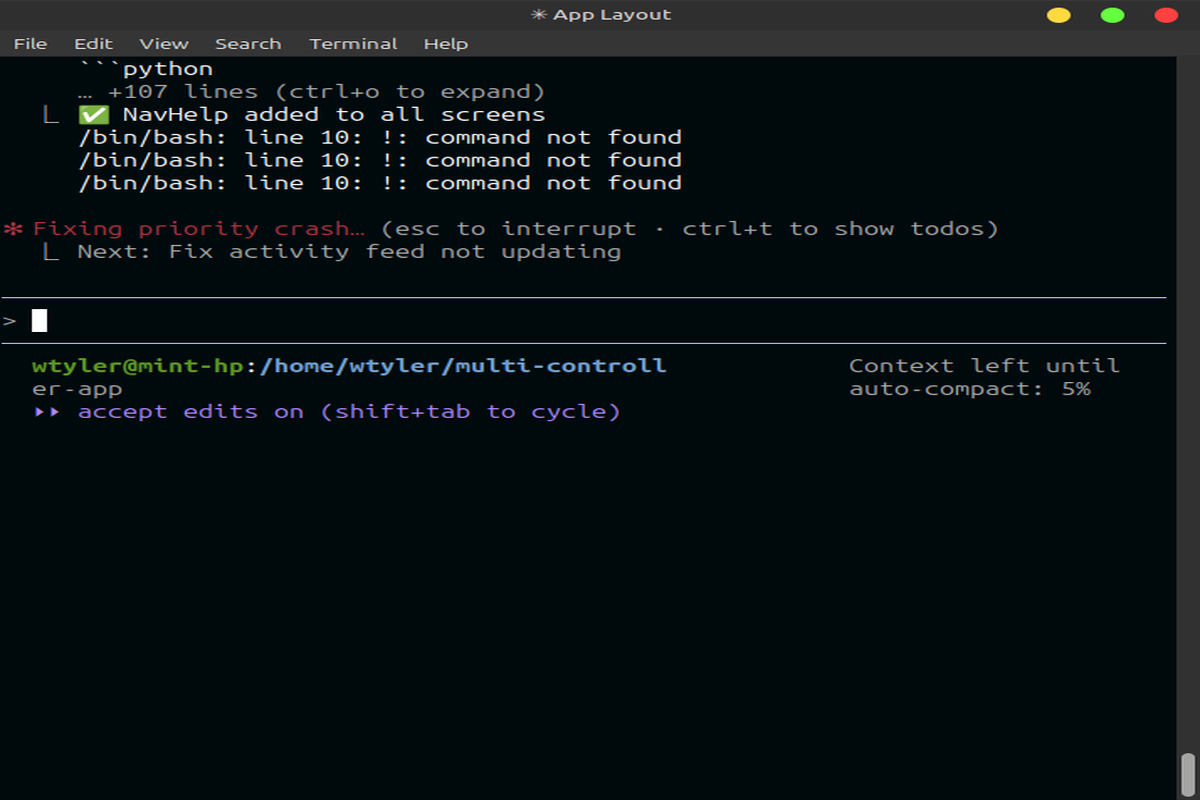 ✳ App Layout
File Edit View Search Terminal Help
```python
… +107 lines (ctrl+o to expand)
⎿ ✅ NavHelp added to all screens
/bin/bash: line 10: !: command not found
/bin/bash: line 10: !: command not found
/bin/bash: line 10: !: command not found
✻ Fixing priority crash… (esc to interrupt · ctrl+t to show todos)
⎿ Next: Fix activity feed not updating
>
wtyler@mint-hp:/home/wtyler/multi-controll Context left until
er-app auto-compact: 5%
⏵⏵ accept edits on (shift+tab to cycle)